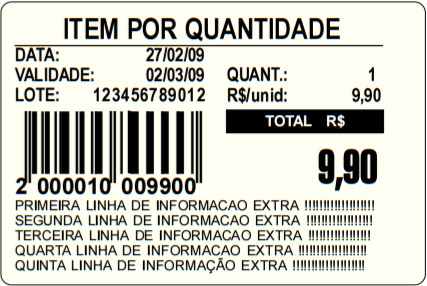 ITEM POR QUANTIDADE
DATA: 27/02/09
VALIDADE: 02/03/09 QUANT.: 1
LOTE: 123456789012 R$/unid: 9,90
TOTAL R$
9,90
2 000010 009900
PRIMEIRA LINHA DE INFORMACAO EXTRA !!!!!!!!!!!!!!!!!!!!
SEGUNDA LINHA DE INFORMACAO EXTRA !!!!!!!!!!!!!!!!!!!
TERCEIRA LINHA DE INFORMACAO EXTRA !!!!!!!!!!!!!!!!!!
QUARTA LINHA DE INFORMACAO EXTRA !!!!!!!!!!!!!!!!!!!!
QUINTA LINHA DE INFORMAÇÃO EXTRA !!!!!!!!!!!!!!!!!!!!!